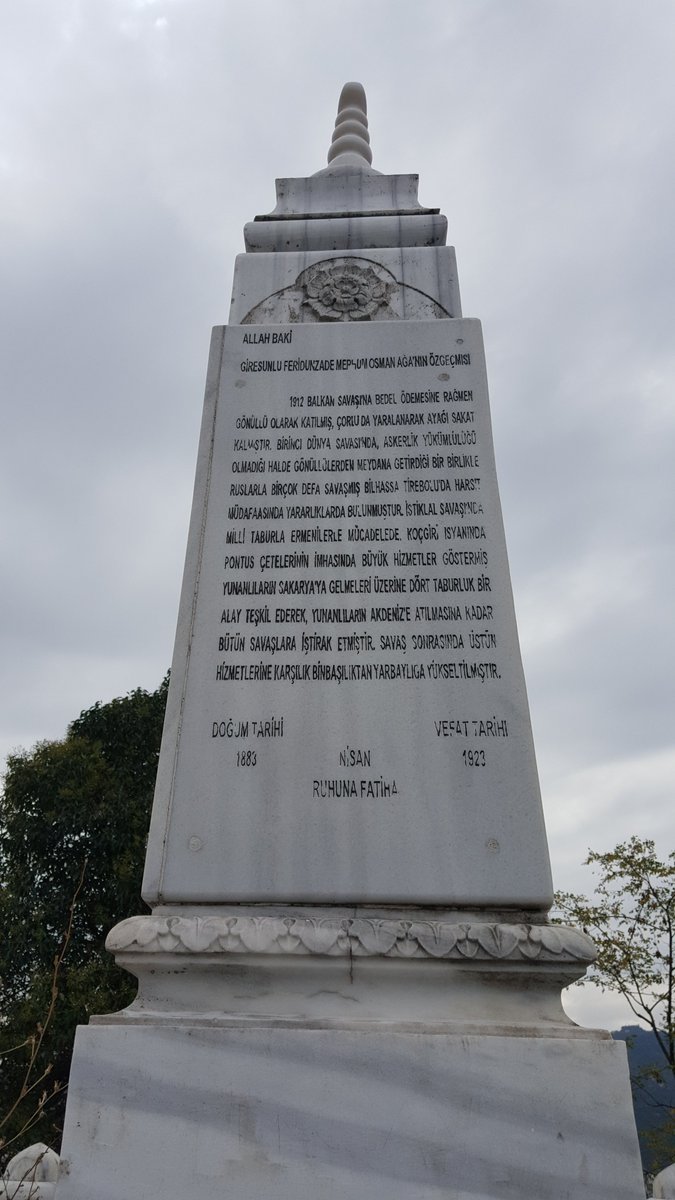 ALLAH BAKİ
GİRESUNLU FERİDUNZADE MERHUM OSMAN AĞA'NIN ÖZGEÇMİŞİ
1912 BALKAN SAVAŞINA BEDEL ÖDEMESİNE RAĞMEN
GÖNÜLLÜ OLARAK KATILMIŞ, ÇORLU DA YARALANARAK AYAĞI SAKAT
KALMIŞTIR. BİRİNCİ DÜNYA SAVAŞINDA, ASKERLİK YÜKÜMLÜLÜĞÜ
OLMADIĞI HALDE GÖNÜLLÜLERDEN MEYDANA GETİRDİĞİ BİR BİRLİKLE
RUSLARLA BİRÇOK DEFA SAVAŞMIŞ BİLHASSA TİREBOLU'DA HARŞIT
MÜDAFAASINDA YARARLIKLARDA BULUNMUŞTUR. İSTİKLAL SAVAŞINDA
MİLLİ TABURLA ERMENİLERLE MÜCADELEDE. KOÇGİRİ İSYANINDA
PONTUS ÇETELERİNİN İMHASINDA BÜYÜK HİZMETLER GÖSTERMİŞ
YUNANLILARIN SAKARYA'YA GELMELERİ ÜZERİNE DÖRT TABURLUK BİR
ALAY TEŞKİL EDEREK, YUNANLILARIN AKDENİZ'E ATILMASINA KADAR
BÜTÜN SAVAŞLARA İŞTİRAK ETMİŞTİR. SAVAŞ SONRASINDA ÜSTÜN
HİZMETLERİNE KARŞILIK BİNBAŞILIKTAN YARBAYLIGA YÜKSELTİLMİŞTİR.
DOĞUM TARİHİ VEFAT TARİHI
1883 NİSAN 1923
RUHUNA FATİHA